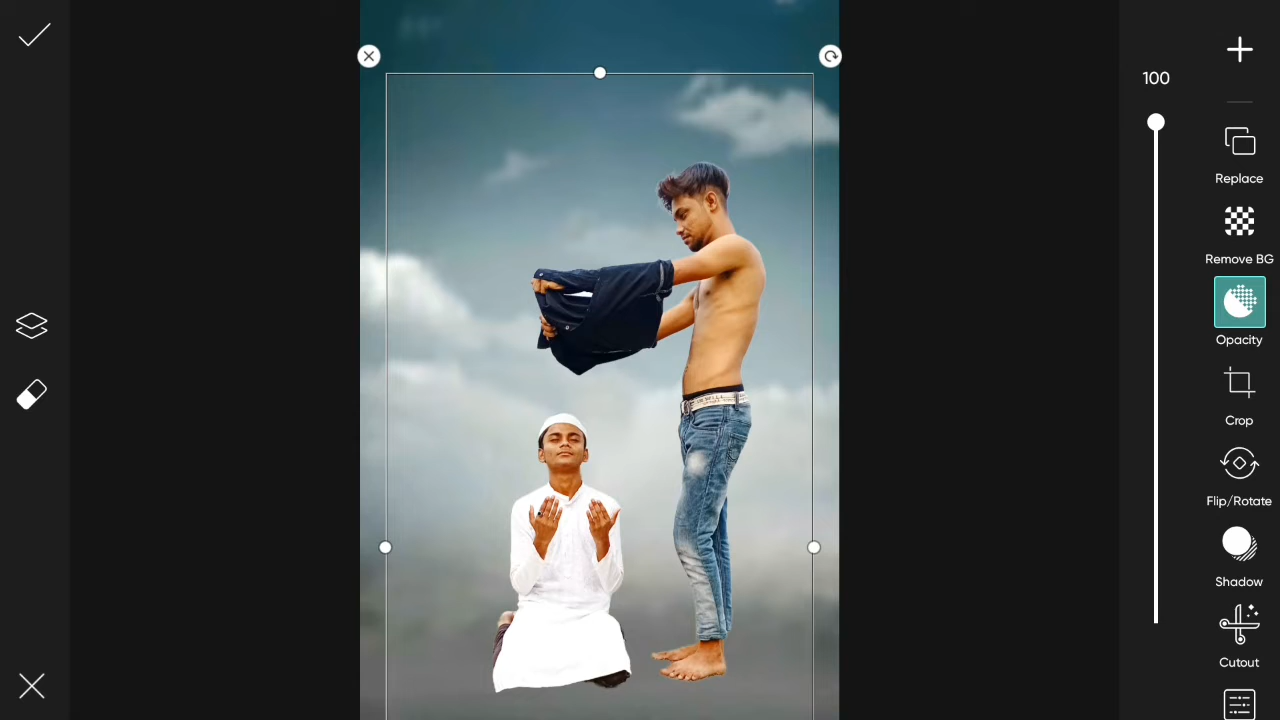 100
Replace
Remove BG
Opacity
Crop
Flip/Rotate
Shadow
Cutout